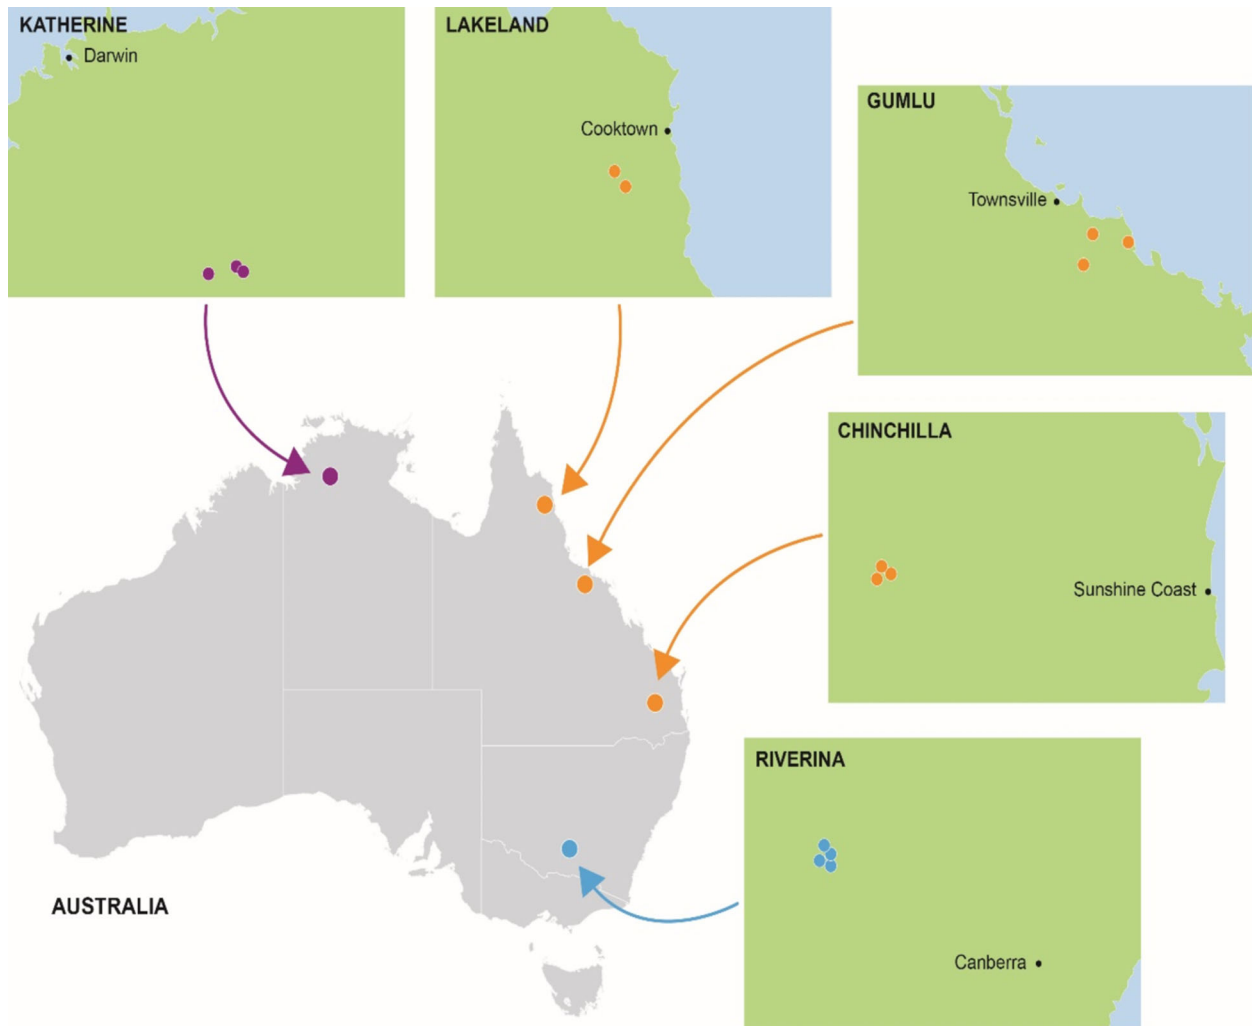 KATHERINE
Darwin
LAKELAND
Cooktown
GUMLU
Townsville
CHINCHILLA
Sunshine Coast
RIVERINA
Canberra
AUSTRALIA